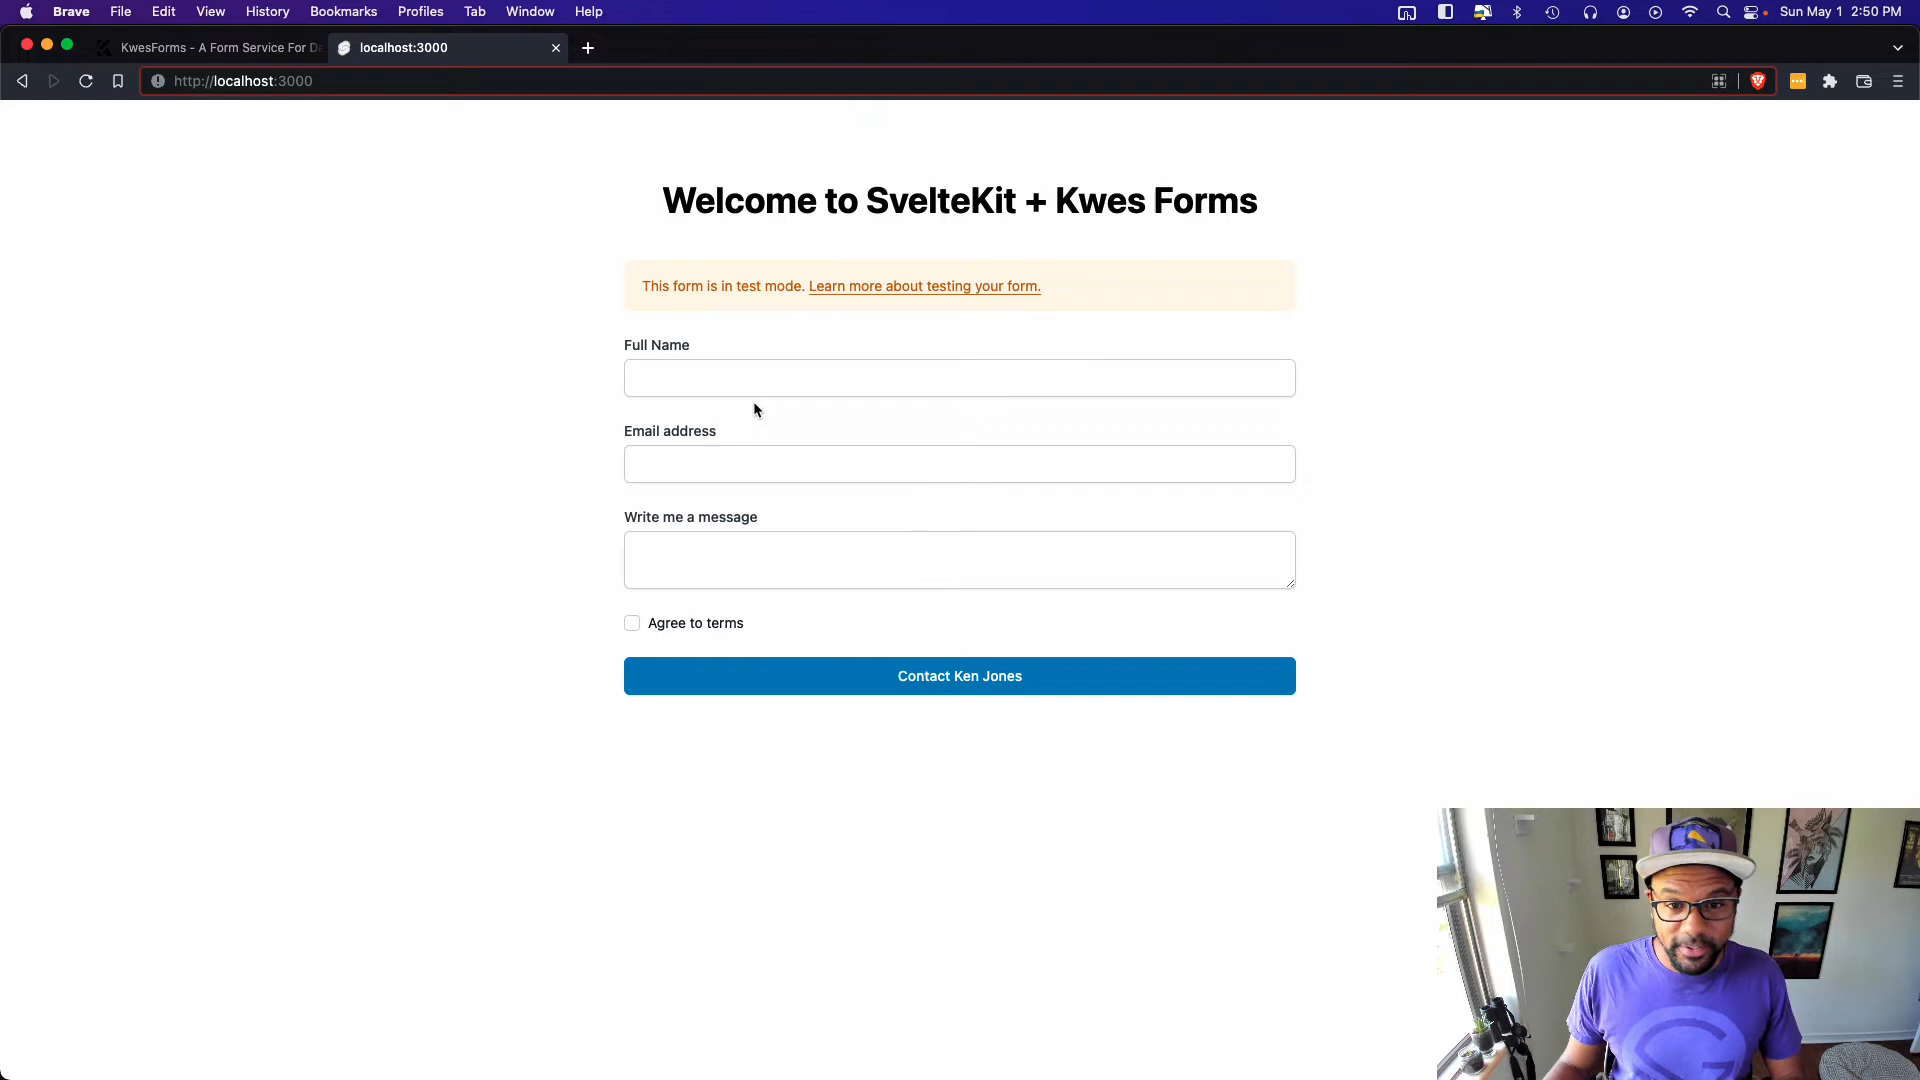 Brave File Edit View History Bookmarks Profiles Tab Window Help Sun May 1 2:50 PM
KwesForms - A Form Service For De localhost:3000
http://localhost:3000
Welcome to SvelteKit + Kwes Forms
This form is in test mode. Learn more about testing your form.
Full Name
Email address
Write me a message
Agree to terms
Contact Ken Jones